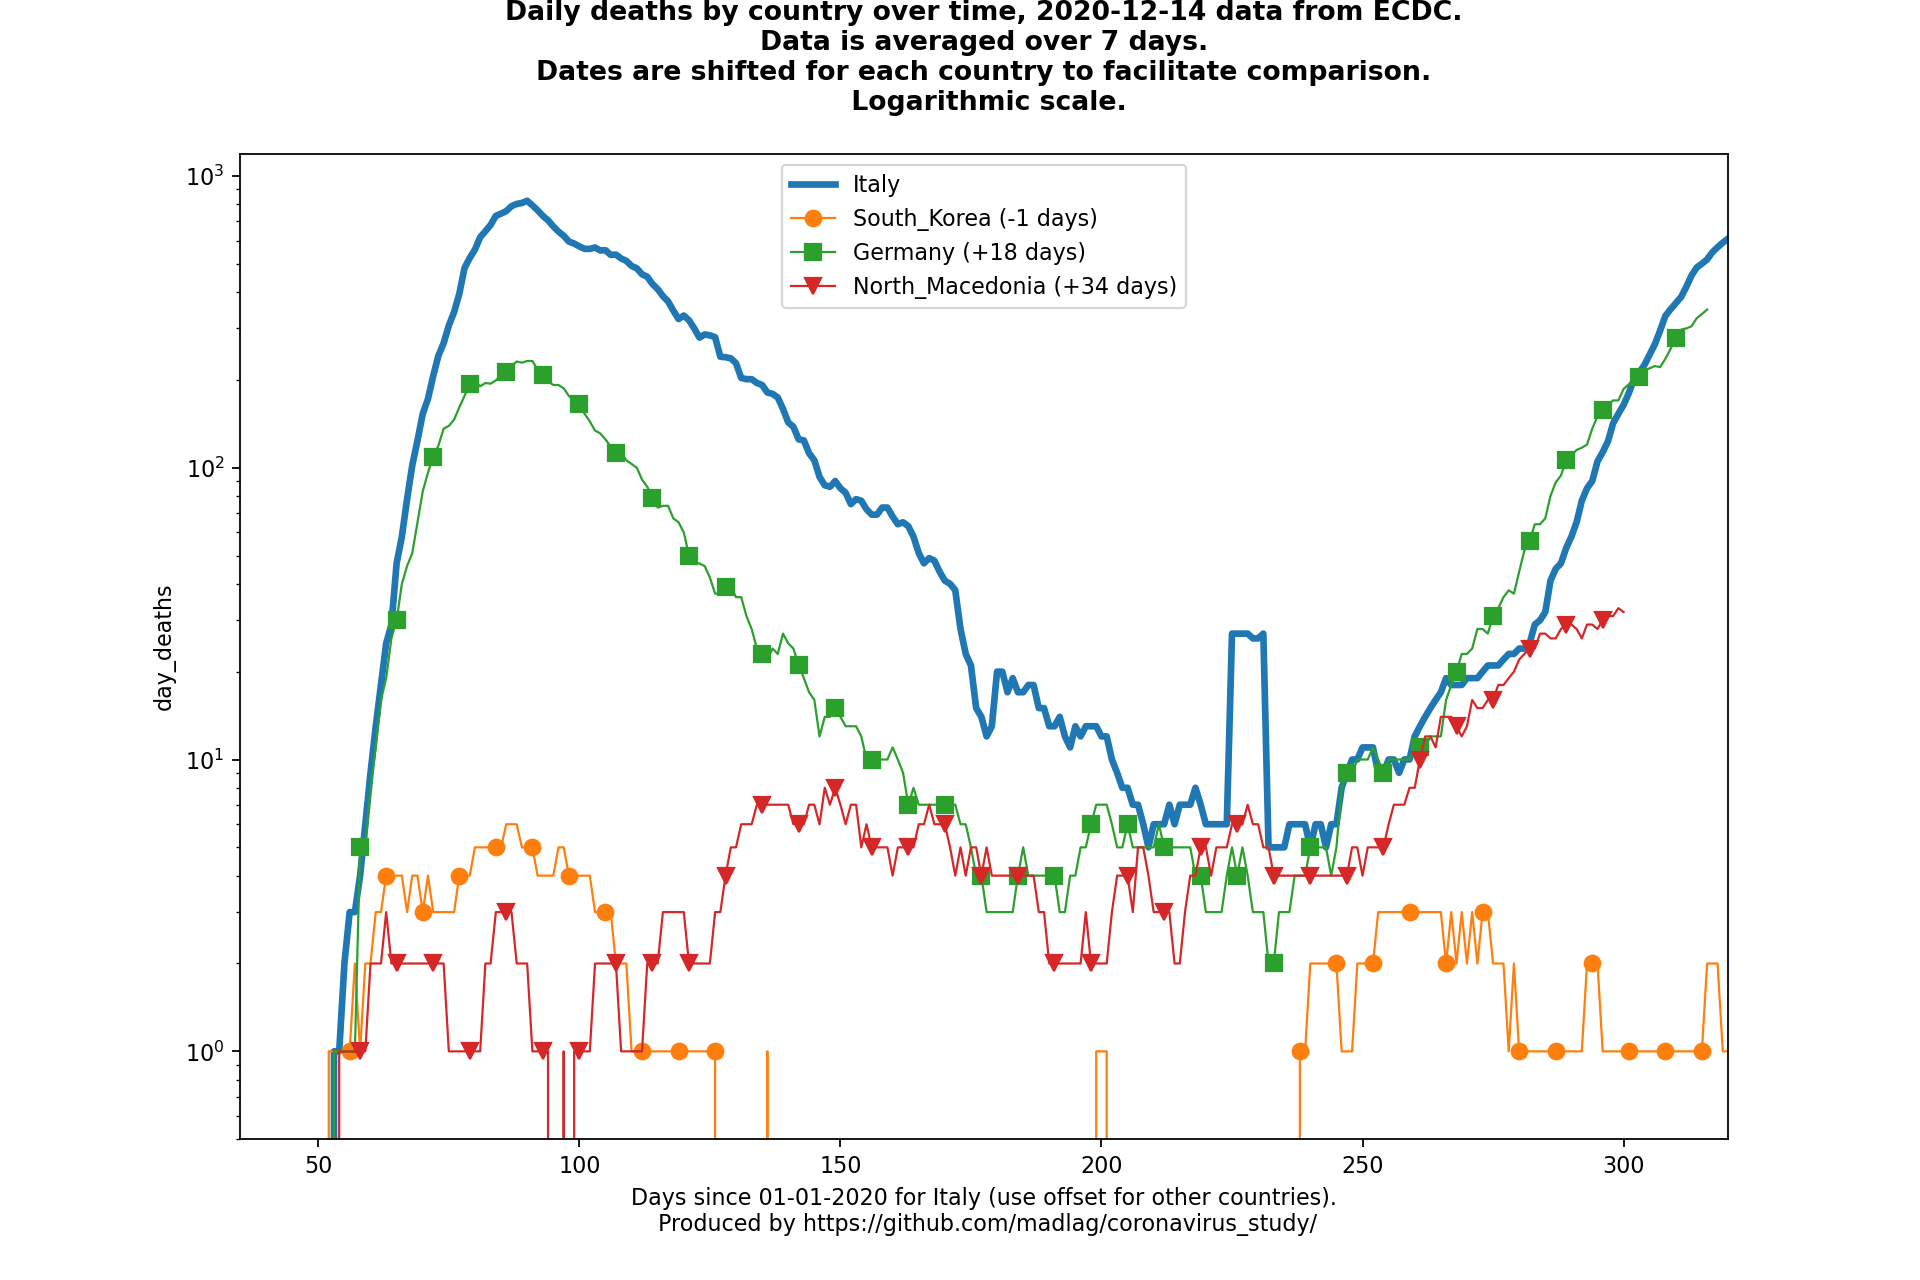 Daily deaths by country over time, 2020-12-14 data from ECDC.
Data is averaged over 7 days.
Dates are shifted for each country to facilitate comparison.
Logarithmic scale.
Italy
South_Korea (-1 days)
Germany (+18 days)
North_Macedonia (+34 days)
day_deaths
10³
10²
10¹
10⁰
50 100 150 200 250 300
Days since 01-01-2020 for Italy (use offset for other countries).
Produced by https://github.com/madlag/coronavirus_study/